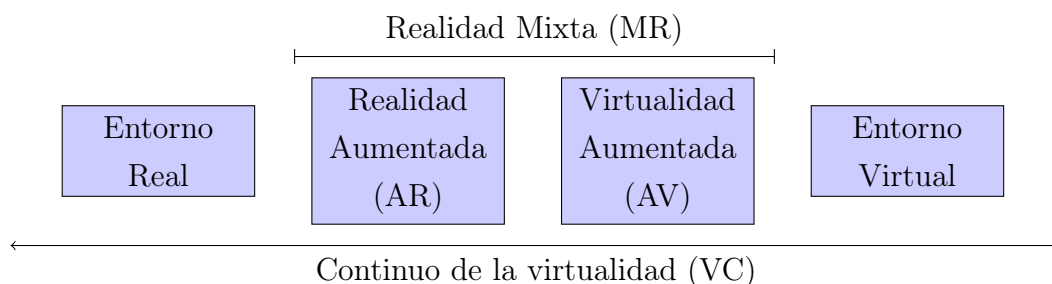 Realidad Mixta (MR)
Entorno
Real
Realidad
Aumentada
(AR)
Virtualidad
Aumentada
(AV)
Entorno
Virtual
Continuo de la virtualidad (VC)